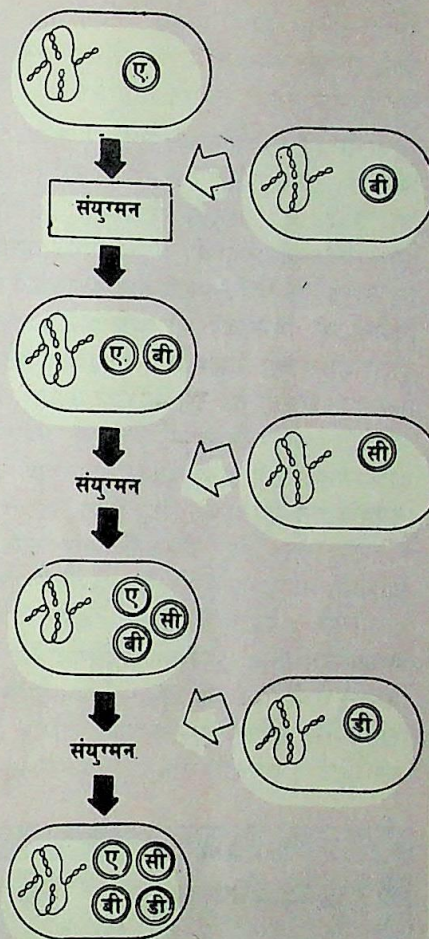 ए.
बी
संयुग्मन
ए. बी
सी
संयुग्मन
ए
सी
बी
डी
संयुग्मन.
ए सी
बी डी